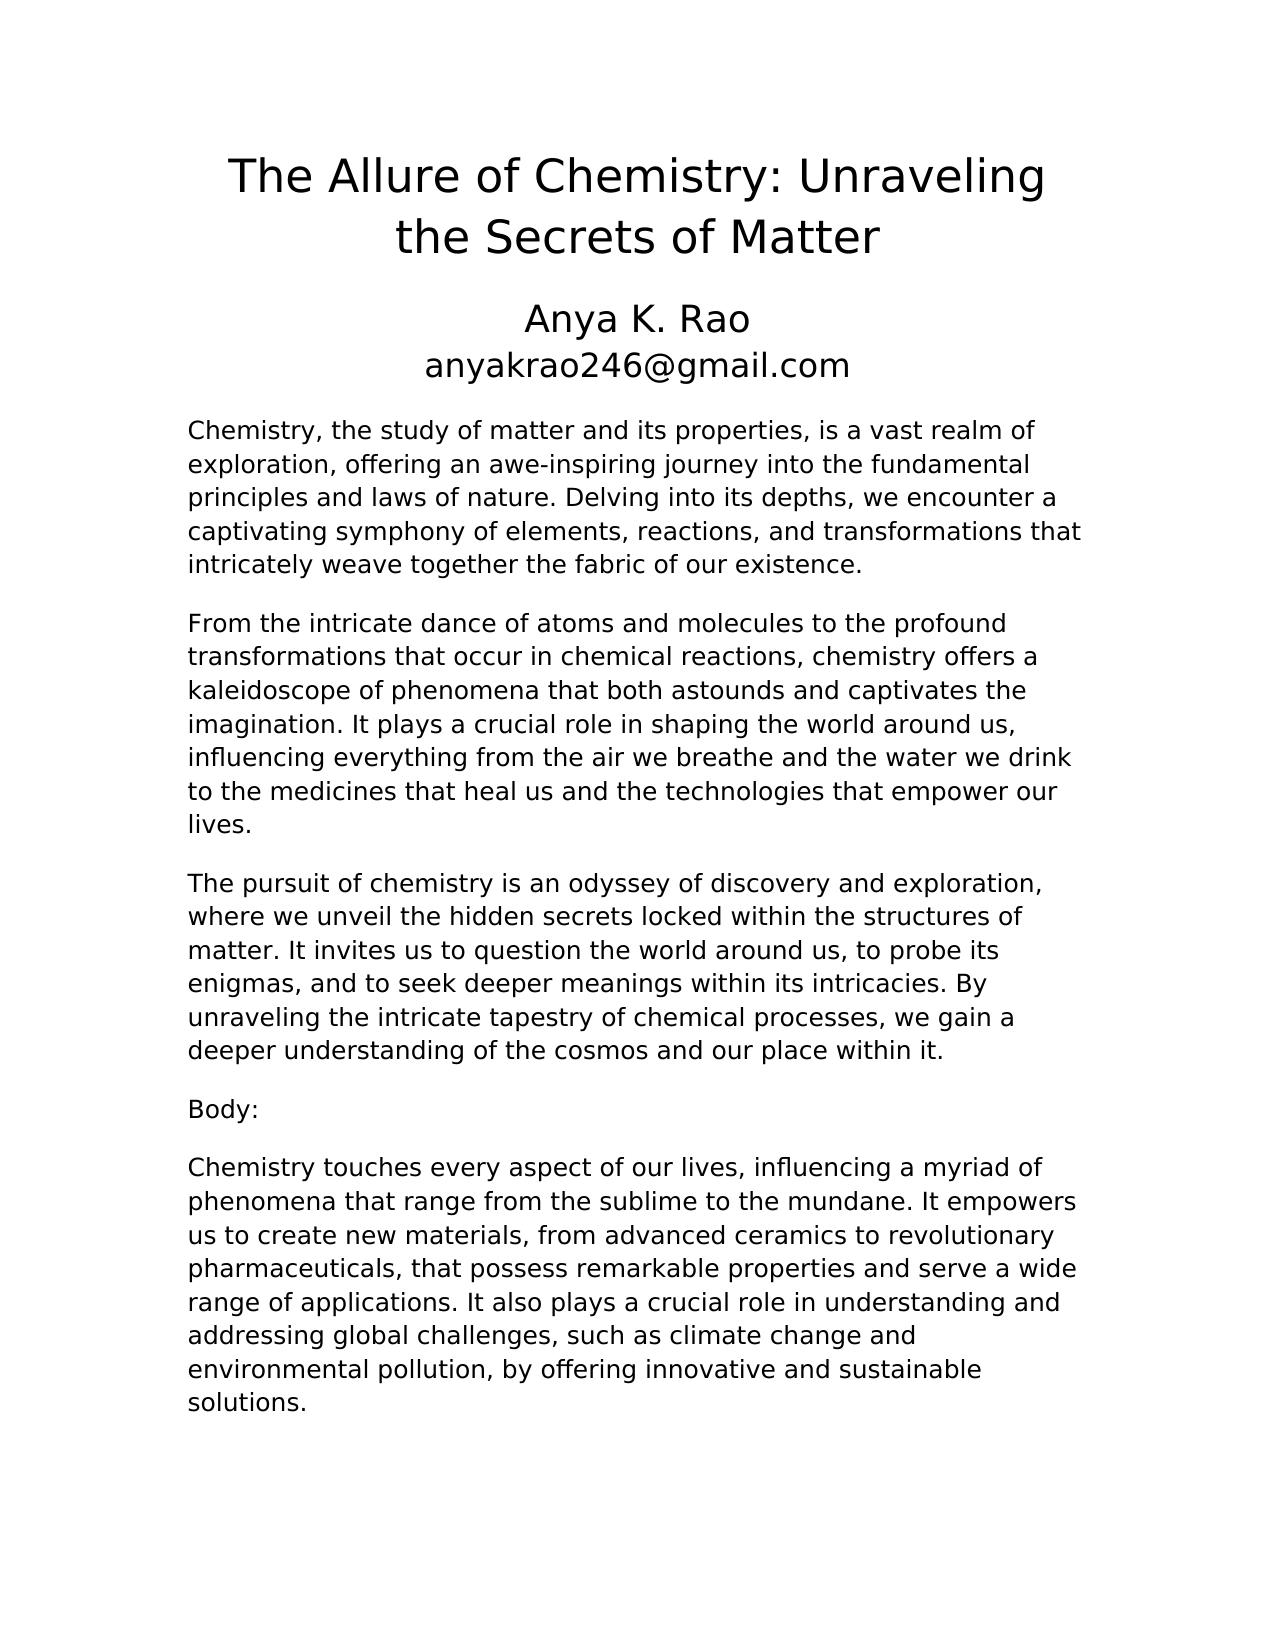 The Allure of Chemistry: Unraveling
the Secrets of Matter
Anya K. Rao
anyakrao246@gmail.com
Chemistry, the study of matter and its properties, is a vast realm of
exploration, offering an awe-inspiring journey into the fundamental
principles and laws of nature. Delving into its depths, we encounter a
captivating symphony of elements, reactions, and transformations that
intricately weave together the fabric of our existence.
From the intricate dance of atoms and molecules to the profound
transformations that occur in chemical reactions, chemistry offers a
kaleidoscope of phenomena that both astounds and captivates the
imagination. It plays a crucial role in shaping the world around us,
influencing everything from the air we breathe and the water we drink
to the medicines that heal us and the technologies that empower our
lives.
The pursuit of chemistry is an odyssey of discovery and exploration,
where we unveil the hidden secrets locked within the structures of
matter. It invites us to question the world around us, to probe its
enigmas, and to seek deeper meanings within its intricacies. By
unraveling the intricate tapestry of chemical processes, we gain a
deeper understanding of the cosmos and our place within it.
Body:
Chemistry touches every aspect of our lives, influencing a myriad of
phenomena that range from the sublime to the mundane. It empowers
us to create new materials, from advanced ceramics to revolutionary
pharmaceuticals, that possess remarkable properties and serve a wide
range of applications. It also plays a crucial role in understanding and
addressing global challenges, such as climate change and
environmental pollution, by offering innovative and sustainable
solutions.